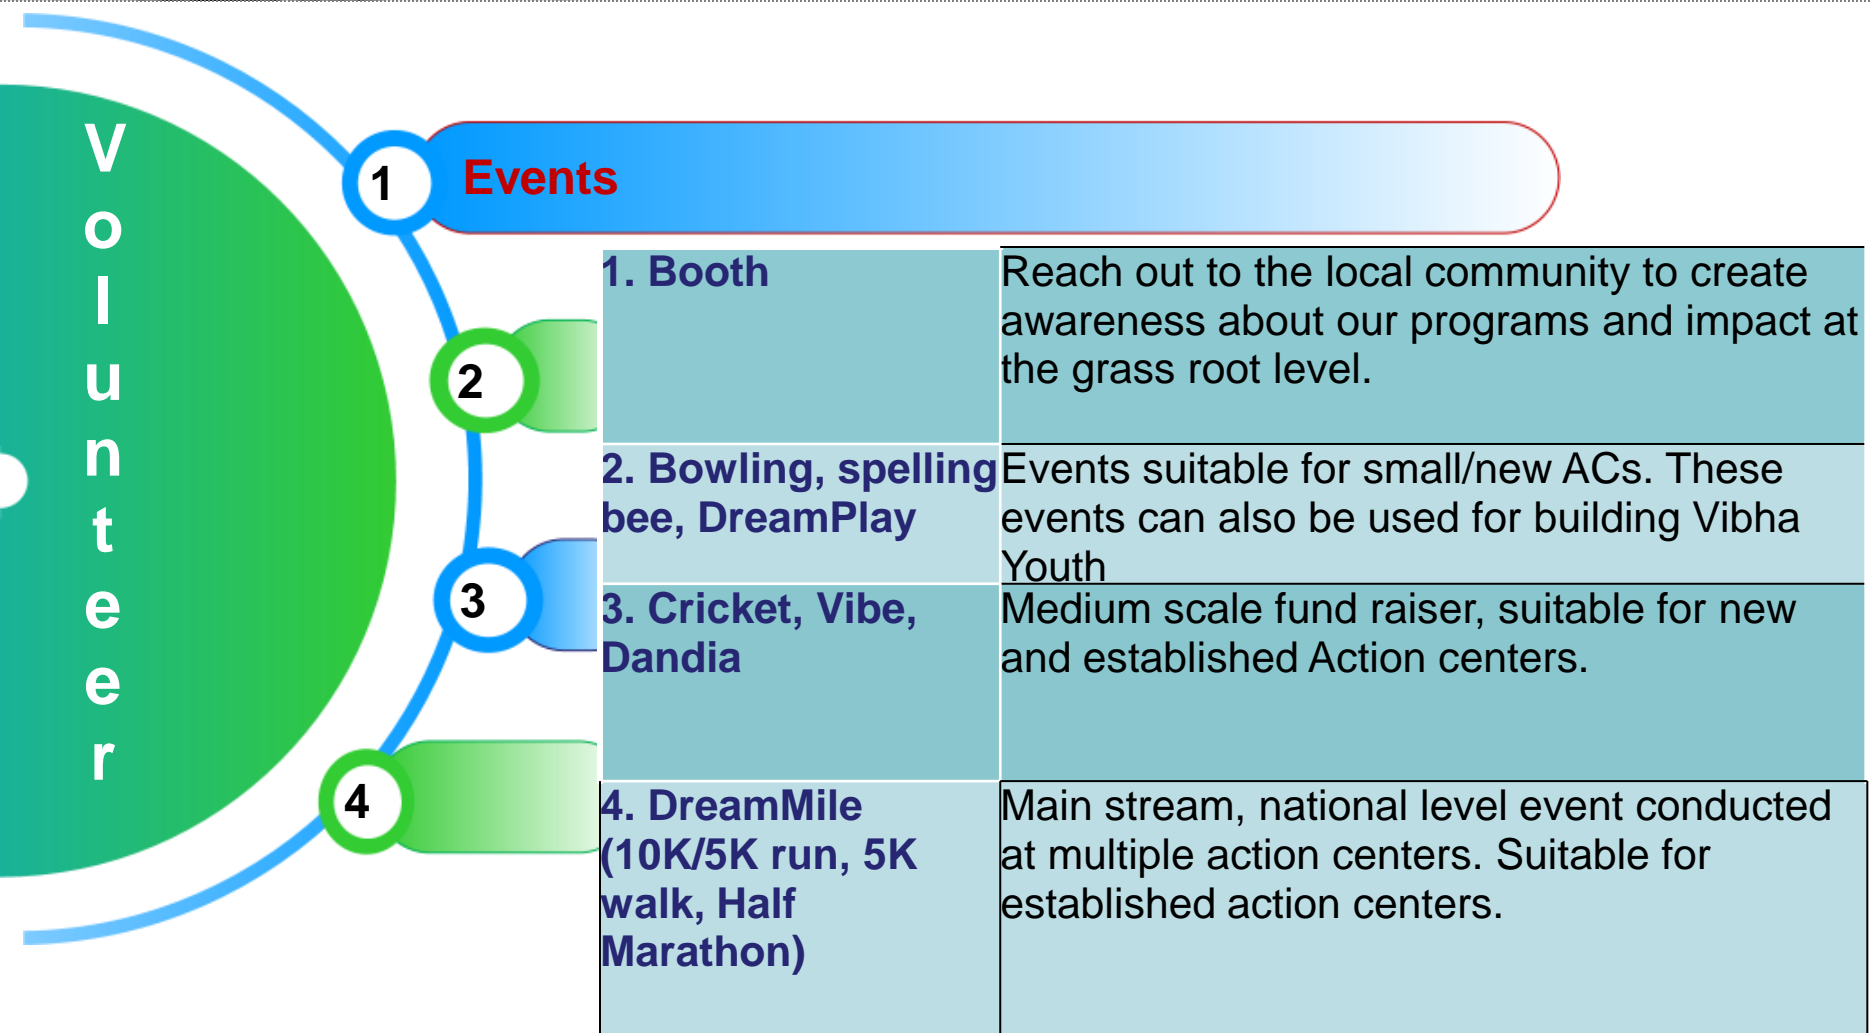 Volunteer
1
Events
2
3
4
1. Booth
Reach out to the local community to create
awareness about our programs and impact at
the grass root level.
2. Bowling, spelling
bee, DreamPlay
Events suitable for small/new ACs. These
events can also be used for building Vibha
Youth
3. Cricket, Vibe,
Dandia
Medium scale fund raiser, suitable for new
and established Action centers.
4. DreamMile
(10K/5K run, 5K
walk, Half
Marathon)
Main stream, national level event conducted
at multiple action centers. Suitable for
established action centers.